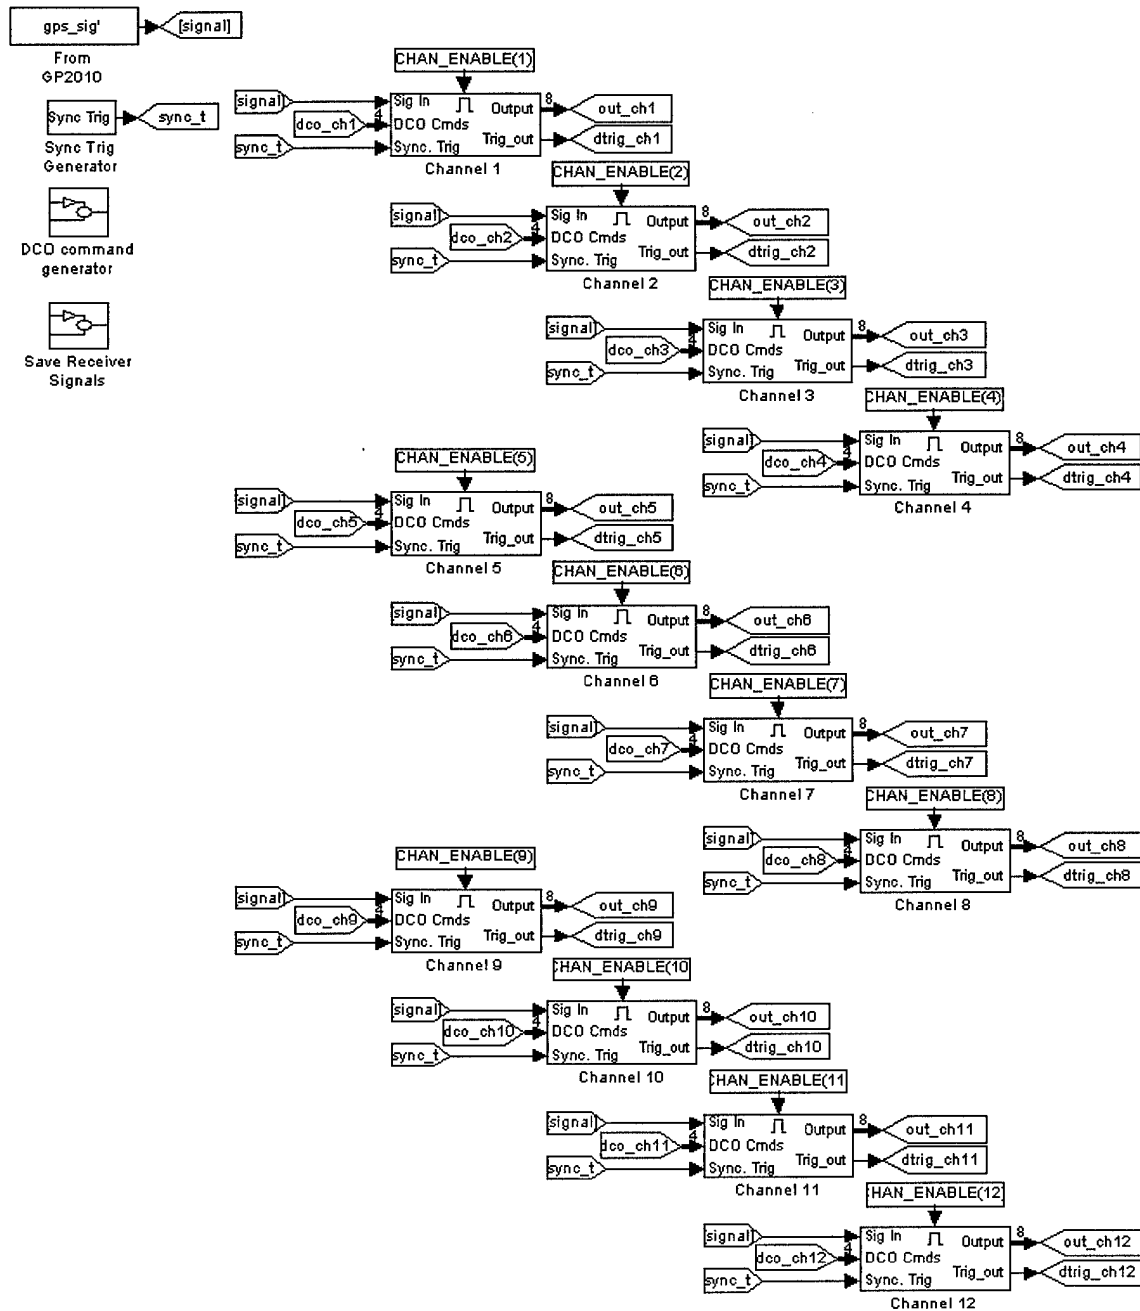 gps_sig'
[signal]
From
GP2010
Sync Trig
sync_t
Sync Trig
Generator
DCO command
generator
Save Receiver
Signals
CHAN_ENABLE(1)
signal]
dco_ch1
sync_t
4
Sig In
DCO Cmds
Sync. Trig
Output
Trig_out
8
out_ch1
dtrig_ch1
Channel 1
CHAN_ENABLE(2)
signal]
dco_ch2
sync_t
4
Sig In
DCO Cmds
Sync. Trig
Output
Trig_out
8
out_ch2
dtrig_ch2
Channel 2
CHAN_ENABLE(3)
signal]
dco_ch3
sync_t
4
Sig In
DCO Cmds
Sync. Trig
Output
Trig_out
8
out_ch3
dtrig_ch3
Channel 3
CHAN_ENABLE(4)
signal]
dco_ch4
sync_t
4
Sig In
DCO Cmds
Sync. Trig
Output
Trig_out
8
out_ch4
dtrig_ch4
Channel 4
CHAN_ENABLE(5)
signal]
dco_ch5
sync_t
4
Sig In
DCO Cmds
Sync. Trig
Output
Trig_out
8
out_ch5
dtrig_ch5
Channel 5
CHAN_ENABLE(6)
signal]
dco_ch6
sync_t
4
Sig In
DCO Cmds
Sync. Trig
Output
Trig_out
8
out_ch6
dtrig_ch6
Channel 6
CHAN_ENABLE(7)
signal]
dco_ch7
sync_t
4
Sig In
DCO Cmds
Sync. Trig
Output
Trig_out
8
out_ch7
dtrig_ch7
Channel 7
CHAN_ENABLE(8)
signal]
dco_ch8
sync_t
4
Sig In
DCO Cmds
Sync. Trig
Output
Trig_out
8
out_ch8
dtrig_ch8
Channel 8
CHAN_ENABLE(9)
signal]
dco_ch9
sync_t
4
Sig In
DCO Cmds
Sync. Trig
Output
Trig_out
8
out_ch9
dtrig_ch9
Channel 9
HAN_ENABLE(10
signal]
dco_ch10
sync_t
4
Sig In
DCO Cmds
Sync. Trig
Output
Trig_out
8
out_ch10
dtrig_ch10
Channel 10
CHAN_ENABLE(11
signal]
dco_ch11
sync_t
4
Sig In
DCO Cmds
Sync. Trig
Output
Trig_out
8
out_ch11
dtrig_ch11
Channel 11
HAN_ENABLE(12)
signal]
dco_ch12
sync_t
4
Sig In
DCO Cmds
Sync. Trig
Output
Trig_out
8
out_ch12
dtrig_ch12
Channel 12